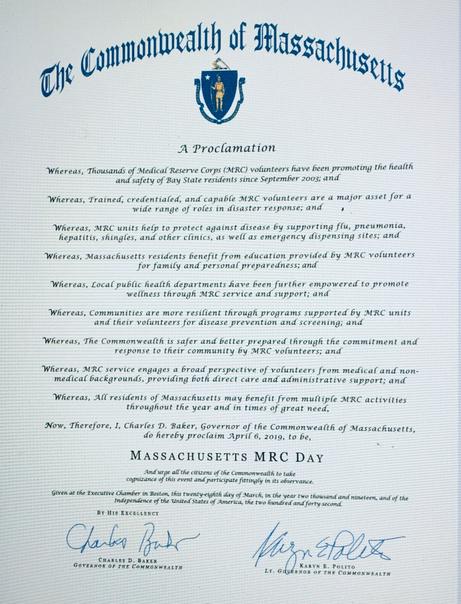 The Commonwealth of Massachusetts
A Proclamation
Whereas, Thousands of Medical Reserve Corps (MRC) volunteers have been promoting the health
and safety of Bay State residents since September 2003; and
Whereas, Trained, credentialed, and capable MRC volunteers are a major asset for a
wide range of roles in disaster response; and
Whereas, MRC units help to protect against disease by supporting flu, pneumonia,
hepatitis, shingles, and other clinics, as well as emergency dispensing sites; and
Whereas, Massachusetts residents benefit from education provided by MRC volunteers
for family and personal preparedness; and
Whereas, Local public health departments have been further empowered to promote
wellness through MRC service and support; and
Whereas, Communities are more resilient through programs supported by MRC units
and their volunteers for disease prevention and screening; and
Whereas, The Commonwealth is safer and better prepared through the commitment and
response to their community by MRC volunteers; and
Whereas, MRC service engages a broad perspective of volunteers from medical and non-
medical backgrounds, providing both direct care and administrative support; and
Whereas, All residents of Massachusetts may benefit from multiple MRC activities
throughout the year and in times of great need,
Now, Therefore, I, Charles D. Baker, Governor of the Commonwealth of Massachusetts,
do hereby proclaim April 6, 2019, to be,
MASSACHUSETTS MRC DAY
And urge all the citizens of the Commonwealth to take
cognizance of this event and participate fittingly in its observance.
Given at the Executive Chamber in Boston, this twenty-eighth day of March, in the year two thousand and nineteen, and of the
Independence of the United States of America, the two hundred and forty-second.
BY HIS EXCELLENCY
Charles Baker Karyn E Polito
CHARLES D. BAKER
GOVERNOR OF THE COMMONWEALTH
KARYN E. POLITO
LT. GOVERNOR OF THE COMMONWEALTH